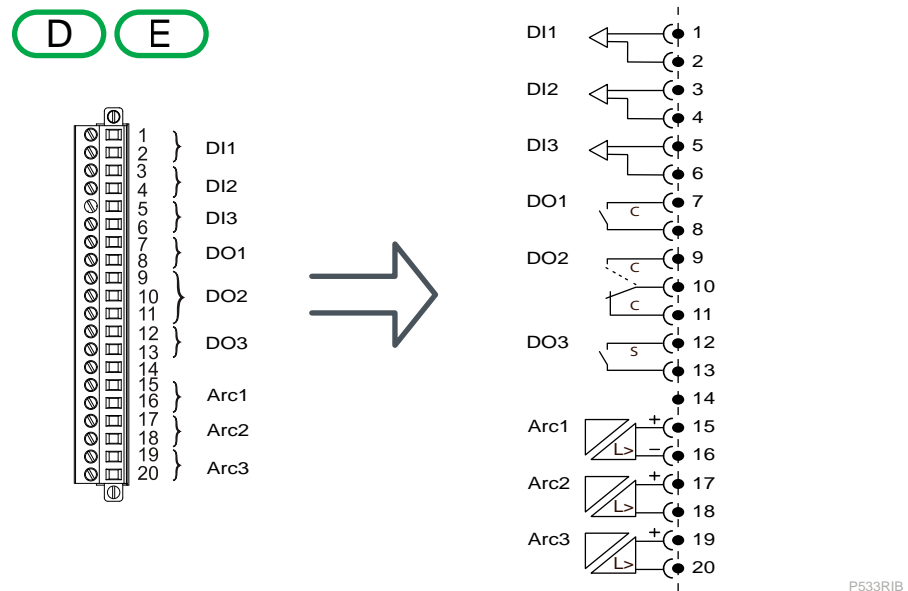 D E
1
2
DI1
3
4
DI2
5
6
DI3
7
8
DO1
9
10
11
DO2
12
13
DO3
14
15
16
Arc1
17
18
Arc2
19
20
Arc3
DI1 1
2
DI2 3
4
DI3 5
6
DO1 C 7
8
DO2 C 9
10
C 11
DO3 S 12
13
14
Arc1 + 15
L> − 16
Arc2 + 17
L> 18
Arc3 + 19
L> 20
P533RIB